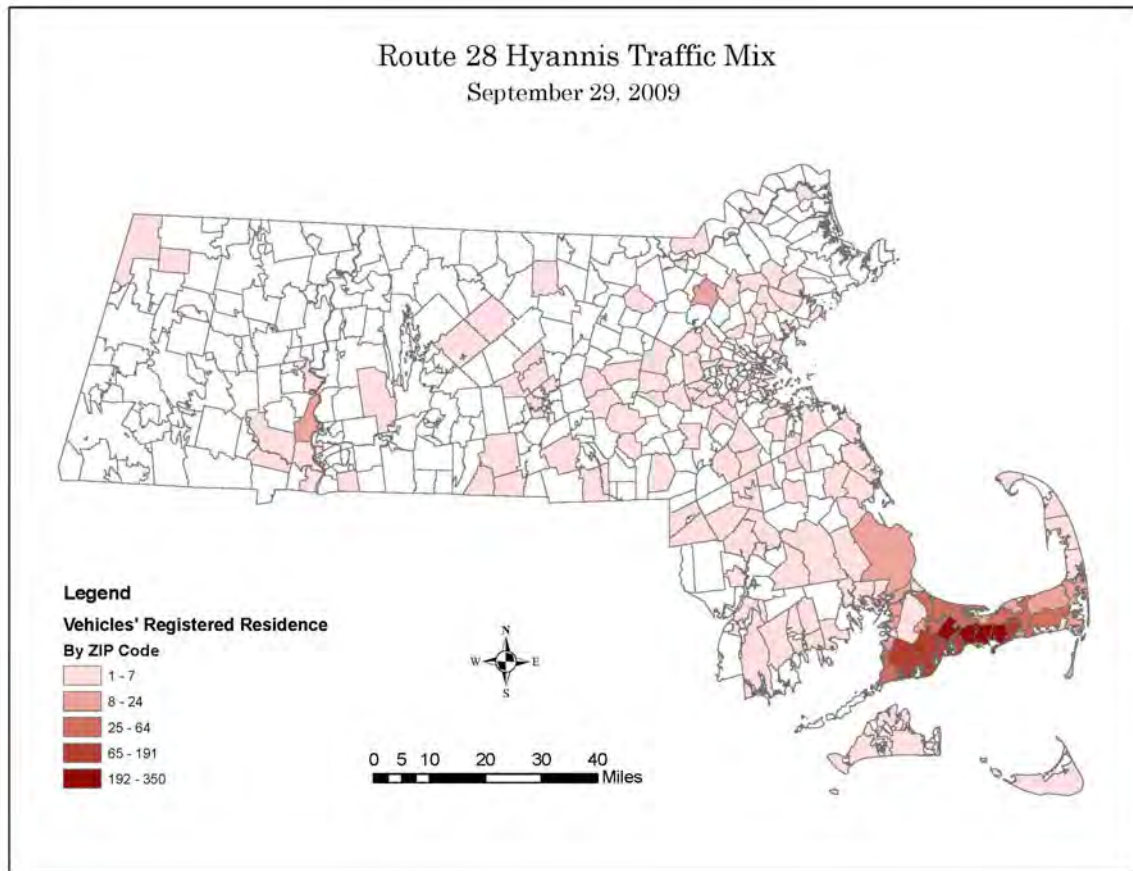 Route 28 Hyannis Traffic Mix
September 29, 2009
Legend
Vehicles' Registered Residence
By ZIP Code
1 - 7
8 - 24
25 - 64
65 - 191
192 - 350
N
W E
S
0 5 10 20 30 40
Miles